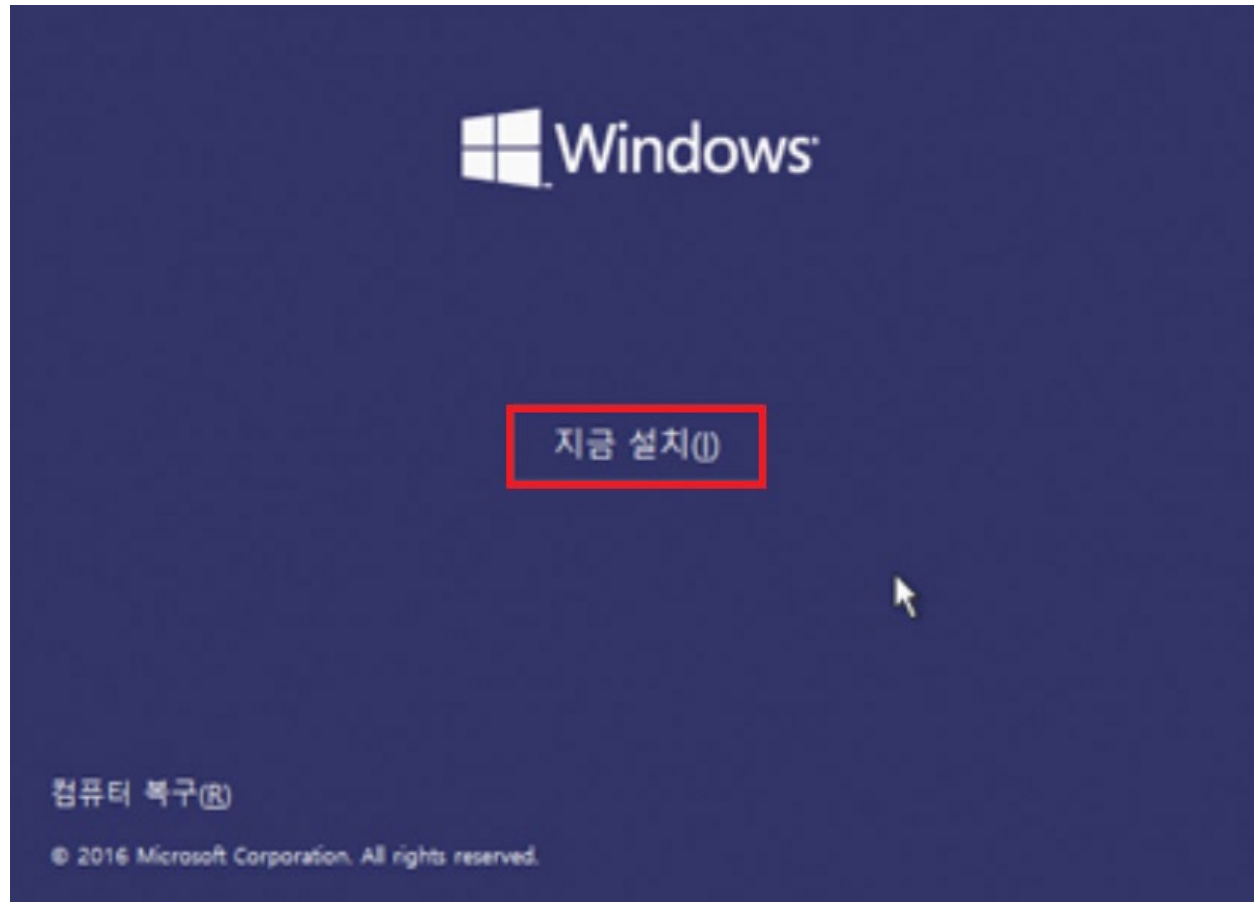 Windows
지금 설치(I)
컴퓨터 복구(R)
© 2016 Microsoft Corporation. All rights reserved.